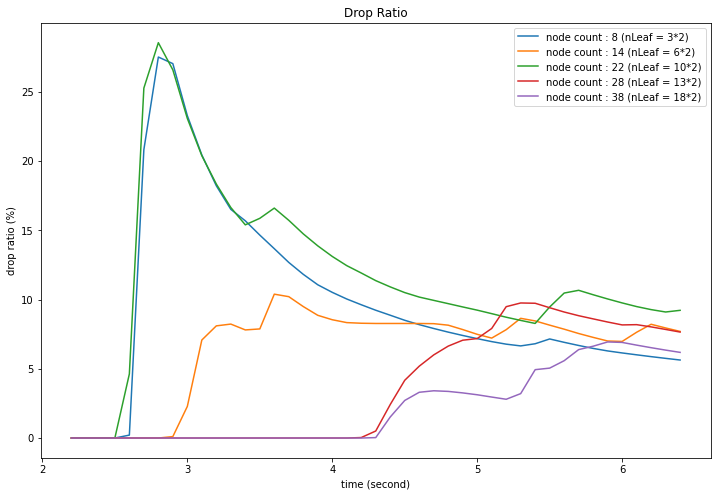 Drop Ratio
node count : 8 (nLeaf = 3*2)
node count : 14 (nLeaf = 6*2)
node count : 22 (nLeaf = 10*2)
node count : 28 (nLeaf = 13*2)
node count : 38 (nLeaf = 18*2)
drop ratio (%)
25
20
15
10
5
0
2
3
4
5
6
time (second)